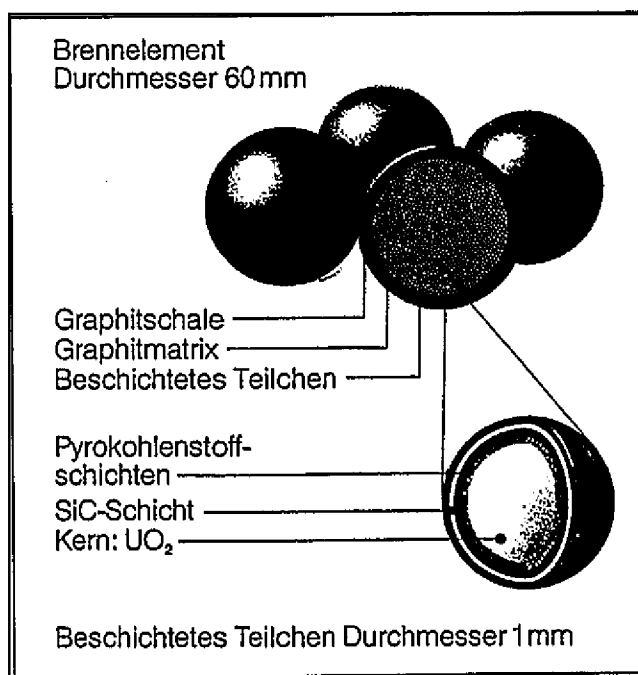 Brennelement
Durchmesser 60 mm
Graphitschale
Graphitmatrix
Beschichtetes Teilchen
Pyrokohlenstoff-
schichten
SiC-Schicht
Kern: UO₂
Beschichtetes Teilchen Durchmesser 1 mm